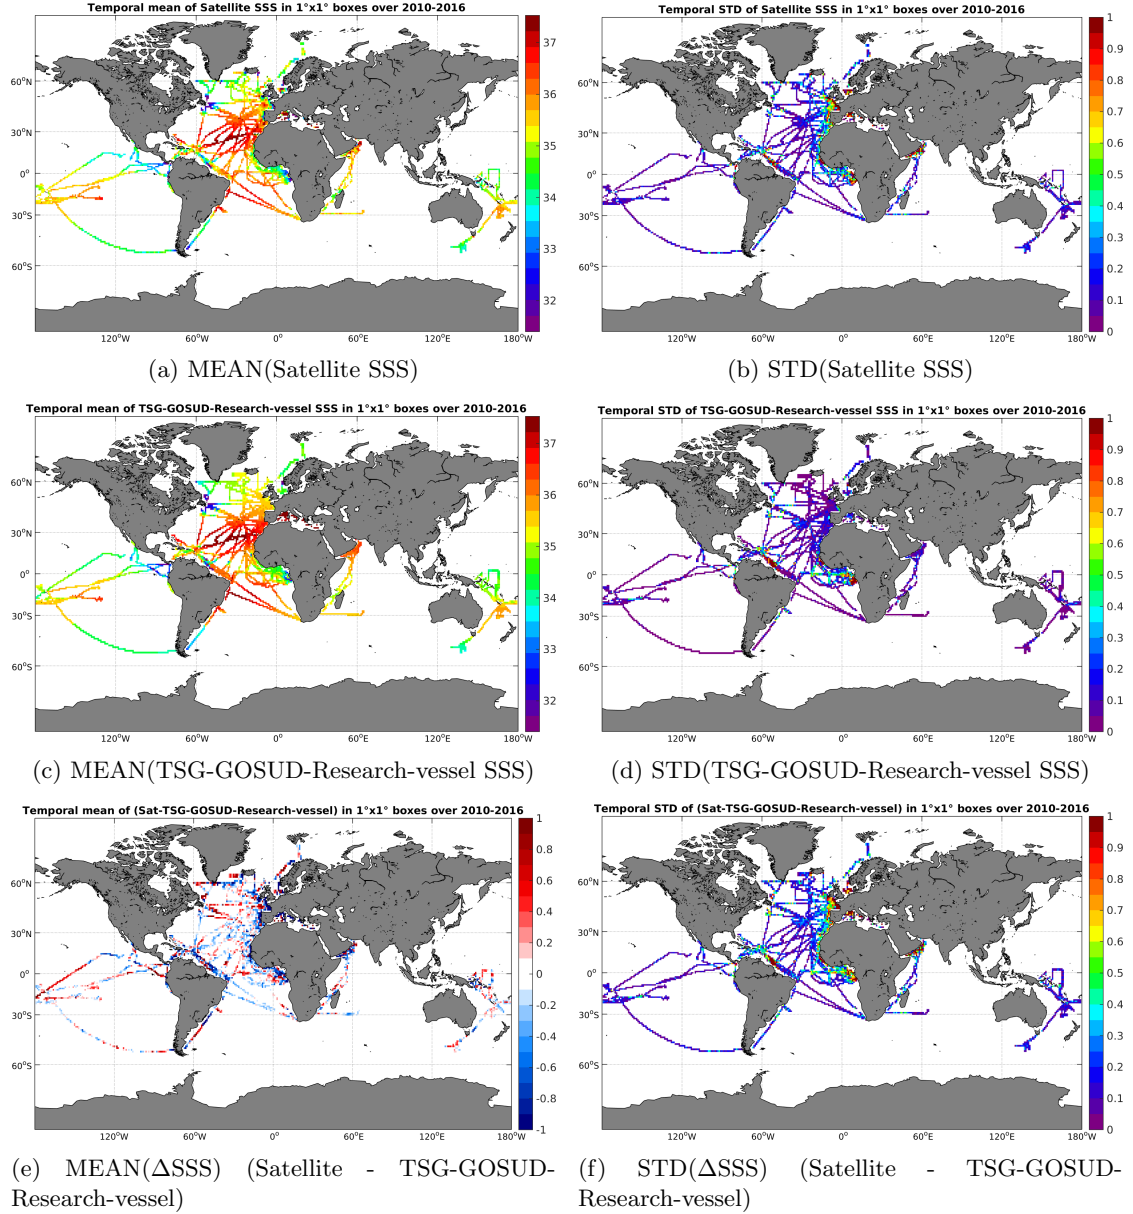 Temporal mean of Satellite SSS in 1°x1° boxes over 2010-2016
60°N
30°N
0°
30°S
60°S
120°W
60°W
0°
60°E
120°E
180°W
37
36
35
34
33
32
(a) MEAN(Satellite SSS)
Temporal STD of Satellite SSS in 1°x1° boxes over 2010-2016
60°N
30°N
0°
30°S
60°S
120°W
60°W
0°
60°E
120°E
180°W
1
0.9
0.8
0.7
0.6
0.5
0.4
0.3
0.2
0.1
0
(b) STD(Satellite SSS)
Temporal mean of TSG-GOSUD-Research-vessel SSS in 1°x1° boxes over 2010-2016
60°N
30°N
0°
30°S
60°S
120°W
60°W
0°
60°E
120°E
180°W
37
36
35
34
33
32
(c) MEAN(TSG-GOSUD-Research-vessel SSS)
Temporal STD of TSG-GOSUD-Research-vessel SSS in 1°x1° boxes over 2010-2016
60°N
30°N
0°
30°S
60°S
120°W
60°W
0°
60°E
120°E
180°W
1
0.9
0.8
0.7
0.6
0.5
0.4
0.3
0.2
0.1
0
(d) STD(TSG-GOSUD-Research-vessel SSS)
Temporal mean of (Sat-TSG-GOSUD-Research-vessel) in 1°x1° boxes over 2010-2016
60°N
30°N
0°
30°S
60°S
120°W
60°W
0°
60°E
120°E
180°W
1
0.8
0.6
0.4
0.2
0.1
0
-0.1
-0.2
-0.4
-0.6
-0.8
-1
(e) MEAN(ΔSSS) (Satellite - TSG-GOSUD-
Research-vessel)
Temporal STD of (Sat-TSG-GOSUD-Research-vessel) in 1°x1° boxes over 2010-2016
60°N
30°N
0°
30°S
60°S
120°W
60°W
0°
60°E
120°E
180°W
1
0.9
0.8
0.7
0.6
0.5
0.4
0.3
0.2
0.1
0
(f) STD(ΔSSS) (Satellite - TSG-GOSUD-
Research-vessel)